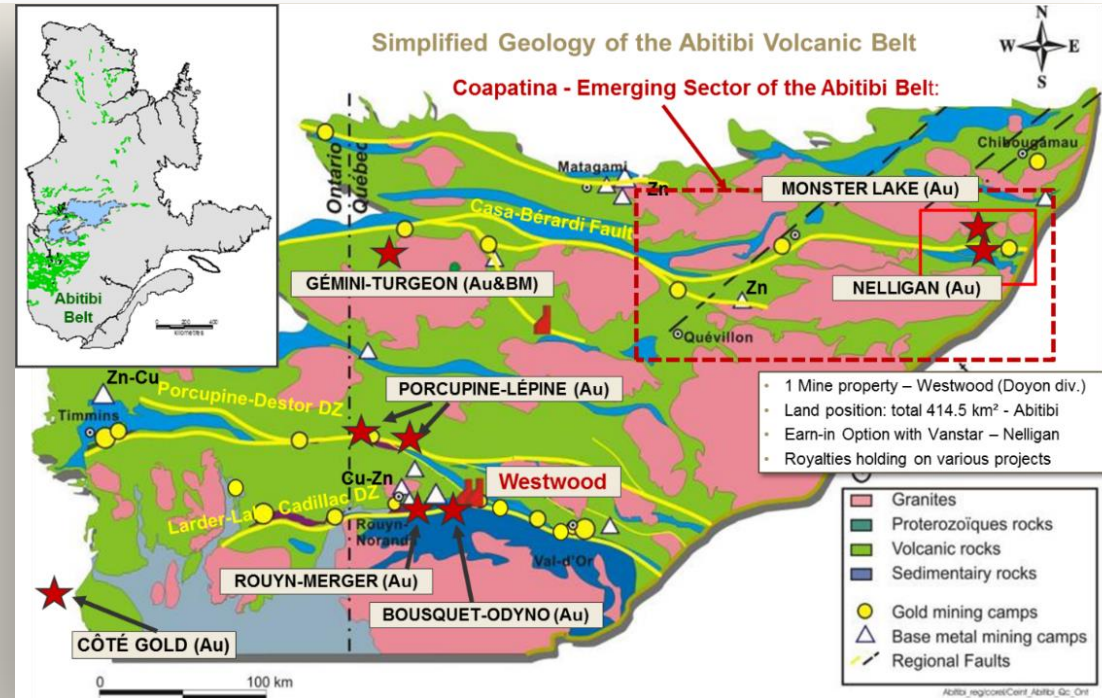 Simplified Geology of the Abitibi Volcanic Belt
N
W E
S
Coapatina - Emerging Sector of the Abitibi Belt:
Abitibi
Belt
Ontario
Québec
Matagami
Zn
Chibougamau
MONSTER LAKE (Au)
Casa-Bérardi Fault
GÉMINI-TURGEON (Au&BM)
NELLIGAN (Au)
Zn
Quévillon
Zn-Cu
Timmins
Porcupine-Destor DZ
PORCUPINE-LÉPINE (Au)
• 1 Mine property – Westwood (Doyon div.)
• Land position: total 414.5 km² - Abitibi
• Earn-in Option with Vanstar – Nelligan
• Royalties holding on various projects
Cu-Zn
Westwood
Cadillac DZ
Val-d'Or
ROUYN-MERGER (Au)
BOUSQUET-ODYNO (Au)
CÔTÉ GOLD (Au)
Granites
Proterozoïques rocks
Volcanic rocks
Sedimentairy rocks
Gold mining camps
Base metal mining camps
Regional Faults
0 100 km